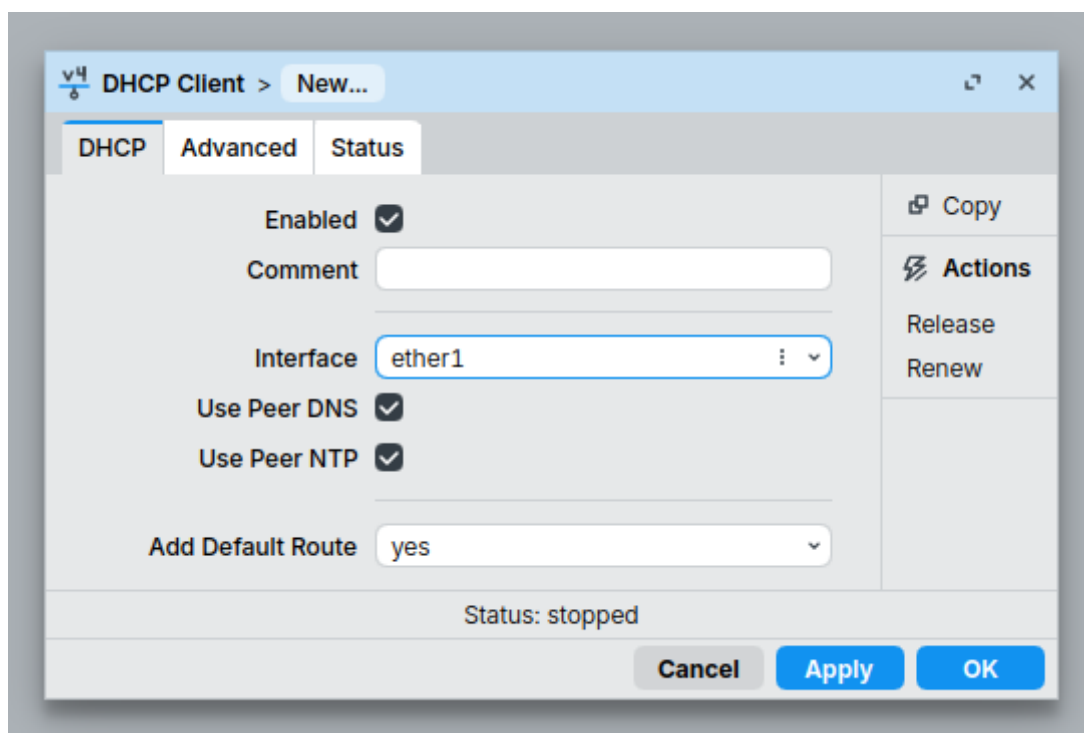 DHCP Client > New...
DHCP Advanced Status
Enabled
Comment
Interface ether1
Use Peer DNS
Use Peer NTP
Add Default Route yes
Copy
Actions
Release
Renew
Status: stopped
Cancel Apply OK